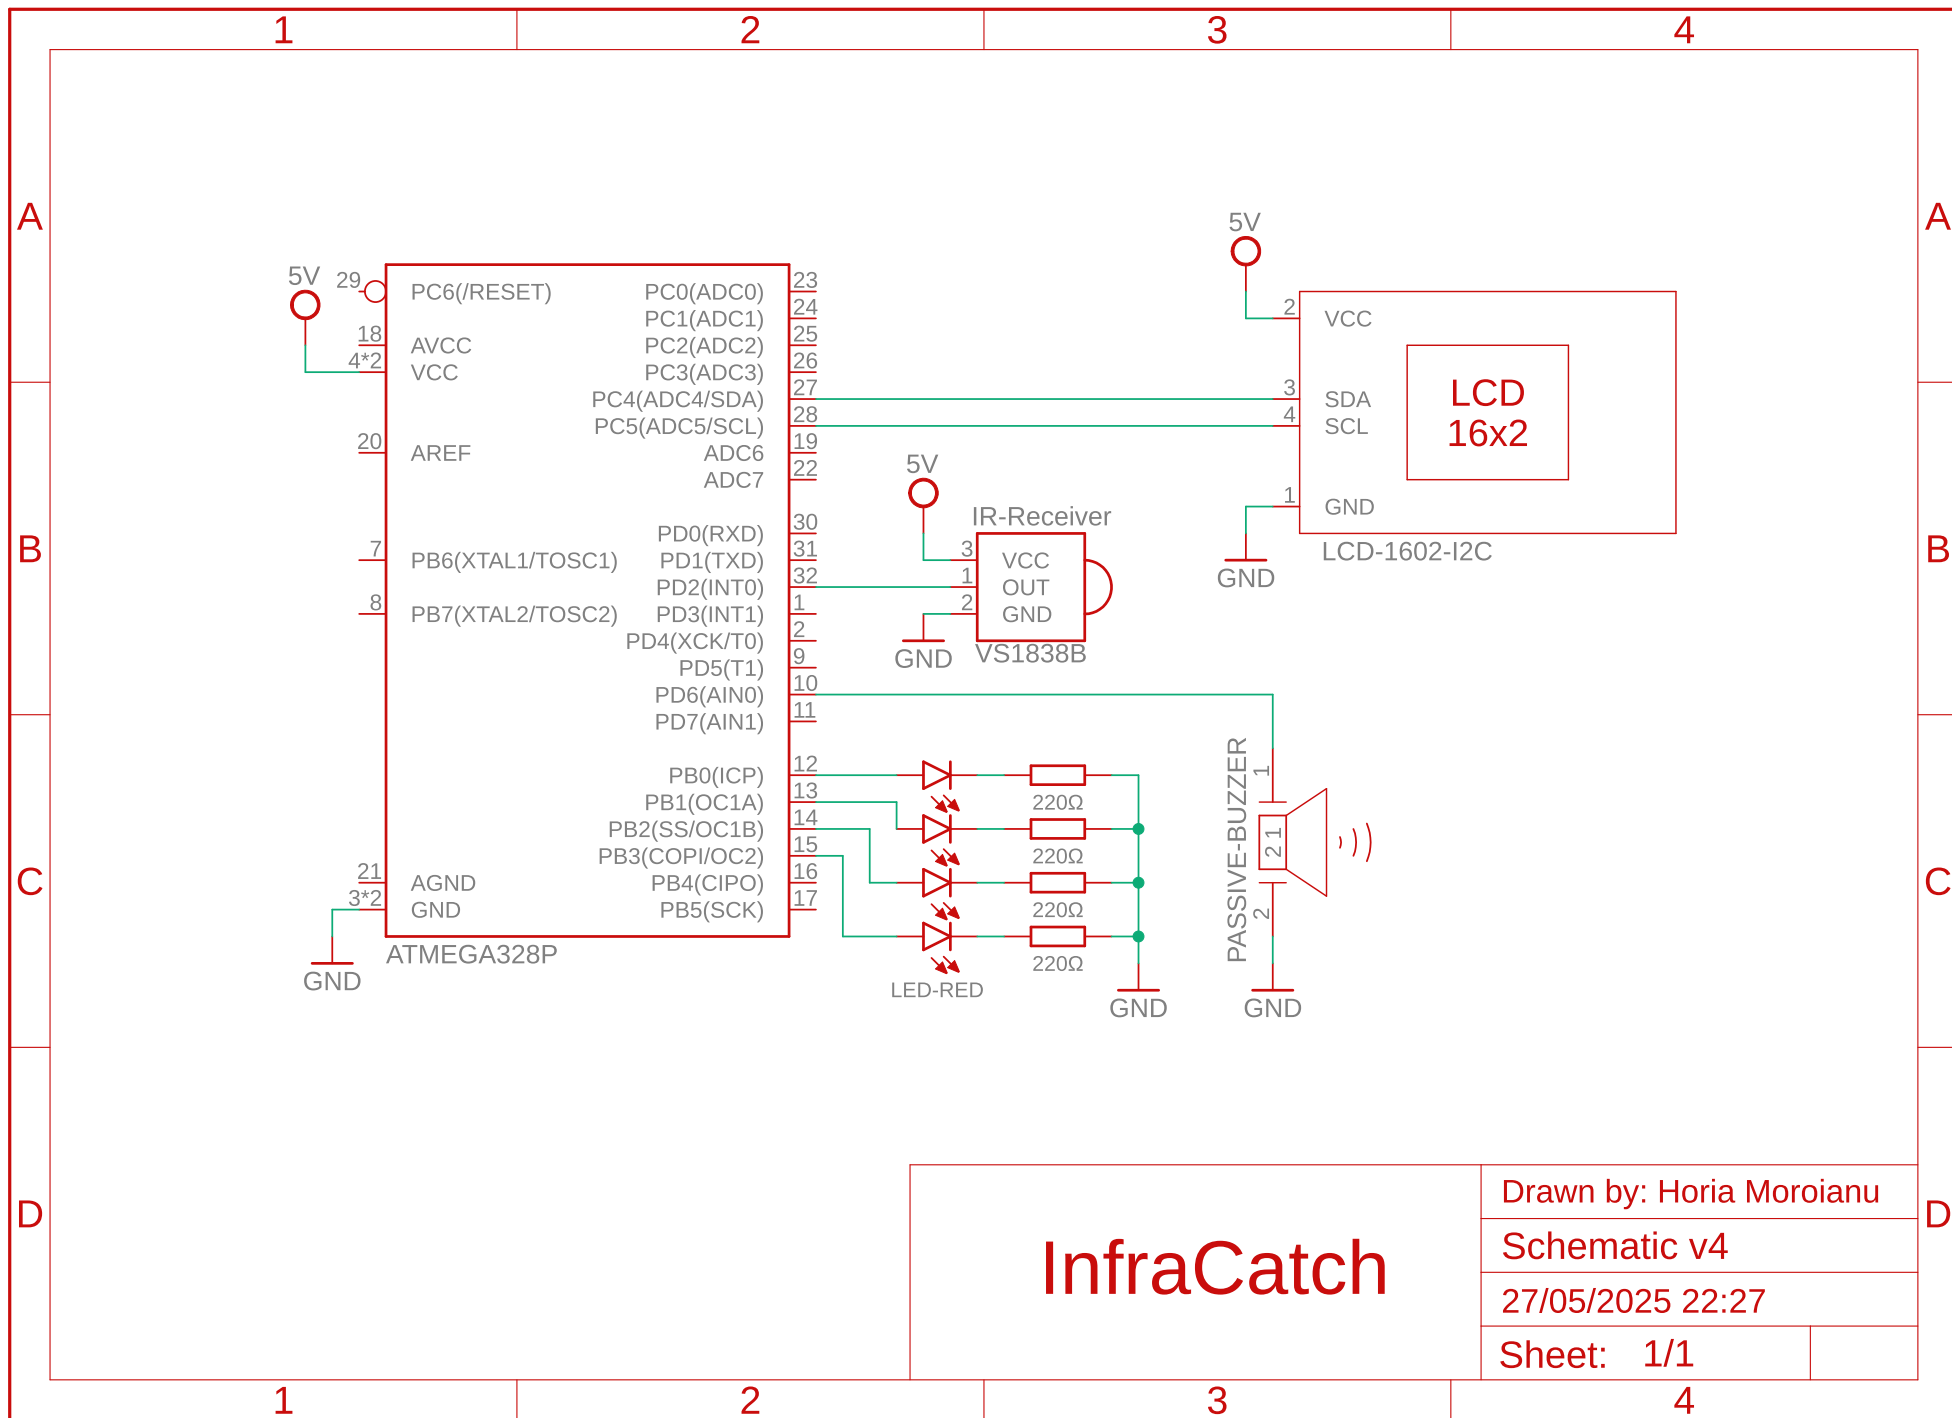 1 2 3 4
A A
5V
29 PC6(/RESET) PC0(ADC0) 23
PC1(ADC1) 24
18 AVCC PC2(ADC2) 25
4*2 VCC PC3(ADC3) 26
PC4(ADC4/SDA) 27
PC5(ADC5/SCL) 28
20 AREF ADC6 19
ADC7 22
PD0(RXD) 30
7 PB6(XTAL1/TOSC1) PD1(TXD) 31
PD2(INT0) 32
8 PB7(XTAL2/TOSC2) PD3(INT1) 1
PD4(XCK/T0) 2
PD5(T1) 9
PD6(AIN0) 10
PD7(AIN1) 11
PB0(ICP) 12
PB1(OC1A) 13
PB2(SS/OC1B) 14
PB3(COPI/OC2) 15
21 AGND PB4(CIPO) 16
3*2 GND PB5(SCK) 17
ATMEGA328P
GND
5V
2 VCC
3 SDA
4 SCL
1 GND
LCD
16x2
LCD-1602-I2C
GND
B B
5V
IR-Receiver
3 VCC
1 OUT
2 GND
VS1838B
GND
C C
220Ω
220Ω
220Ω
220Ω
LED-RED
GND
PASSIVE-BUZZER
1
2 1
2
GND
D D
InfraCatch
Drawn by: Horia Moroianu
Schematic v4
27/05/2025 22:27
Sheet: 1/1
1 2 3 4